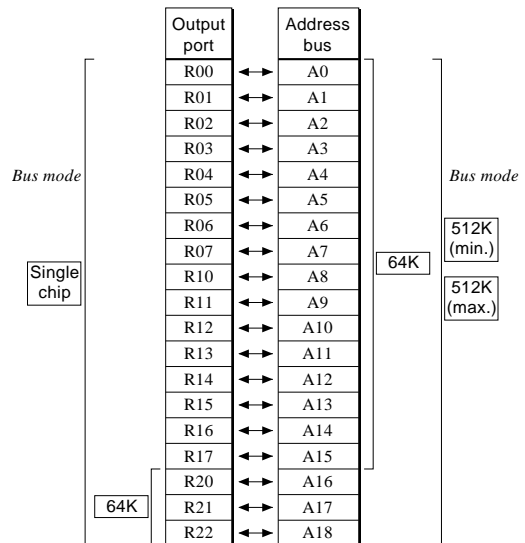 Output port
Address bus
R00 A0
R01 A1
R02 A2
R03 A3
R04 A4
Bus mode
Bus mode
R05 A5
R06 A6
512K (min.)
R07 A7
64K
R10 A8
Single chip
R11 A9
512K (max.)
R12 A10
R13 A11
R14 A12
R15 A13
R16 A14
R17 A15
R20 A16
64K
R21 A17
R22 A18